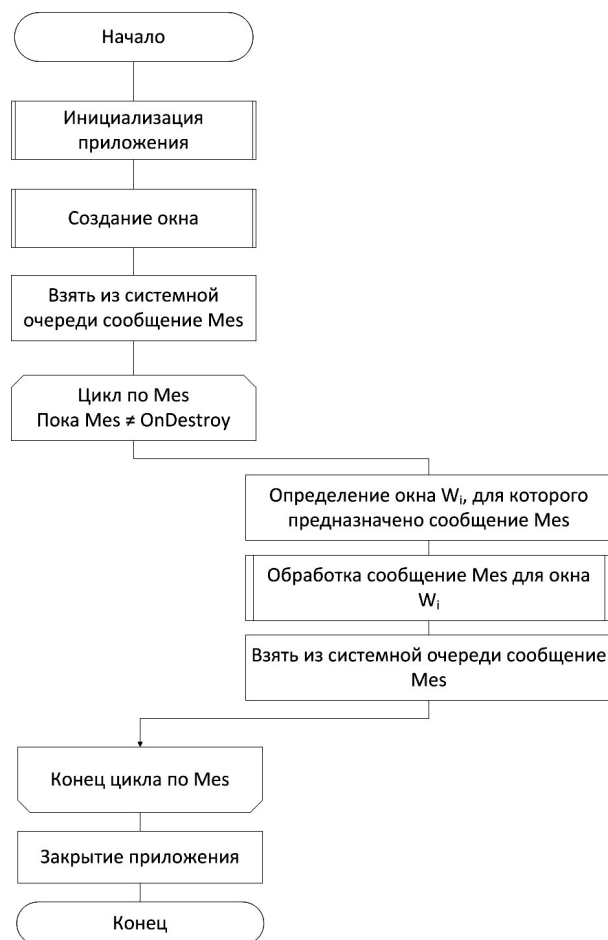 Начало
Инициализация
приложения
Создание окна
Взять из системной
очереди сообщение Mes
Цикл по Mes
Пока Mes ≠ OnDestroy
Определение окна Wᵢ, для которого
предназначено сообщение Mes
Обработка сообщение Mes для окна
Wᵢ
Взять из системной очереди сообщение
Mes
Конец цикла по Mes
Закрытие приложения
Конец